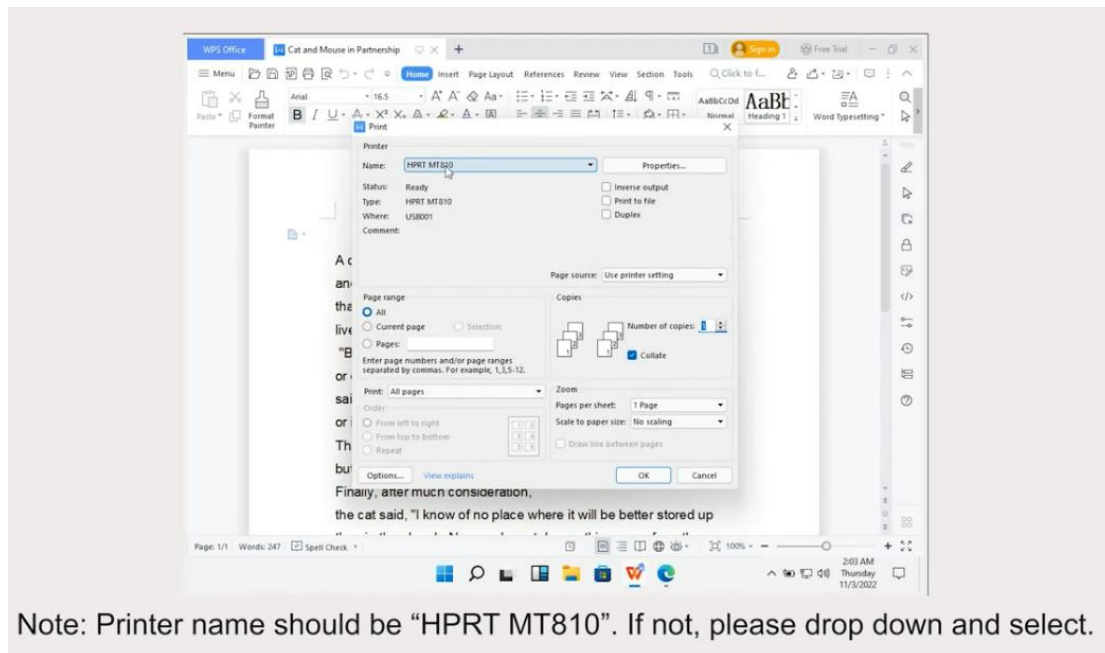 WPS Office Cat and Mouse in Partnership
Sign in Free Trial
Menu Home Insert Page Layout References Review View Section Tools Click to f...
Paste Format Painter Arial 16.5 AaBbCcDd Normal AaBb Heading 1 Word Typesetting
Print
Printer
Name: HPRT MT810 Properties...
Status: Ready Inverse output
Type: HPRT MT810 Print to file
Where: USB001 Duplex
Comment:
Page source: Use printer setting
Page range Copies
All
Current page Selection Number of copies: 1
Pages: Collate
Enter page numbers and/or page ranges
separated by commas. For example, 1,3,5-12.
Print: All pages Zoom
Order Pages per sheet: 1 Page
From left to right Scale to paper size: No scaling
From top to bottom Draw line between pages
Repeat
Options... View explains OK Cancel
Finally, after much consideration,
the cat said, "I know of no place where it will be better stored up
Page: 1/1 Words: 247 Spell Check 100%
2:03 AM
Thursday
11/3/2022
Note: Printer name should be “HPRT MT810”. If not, please drop down and select.